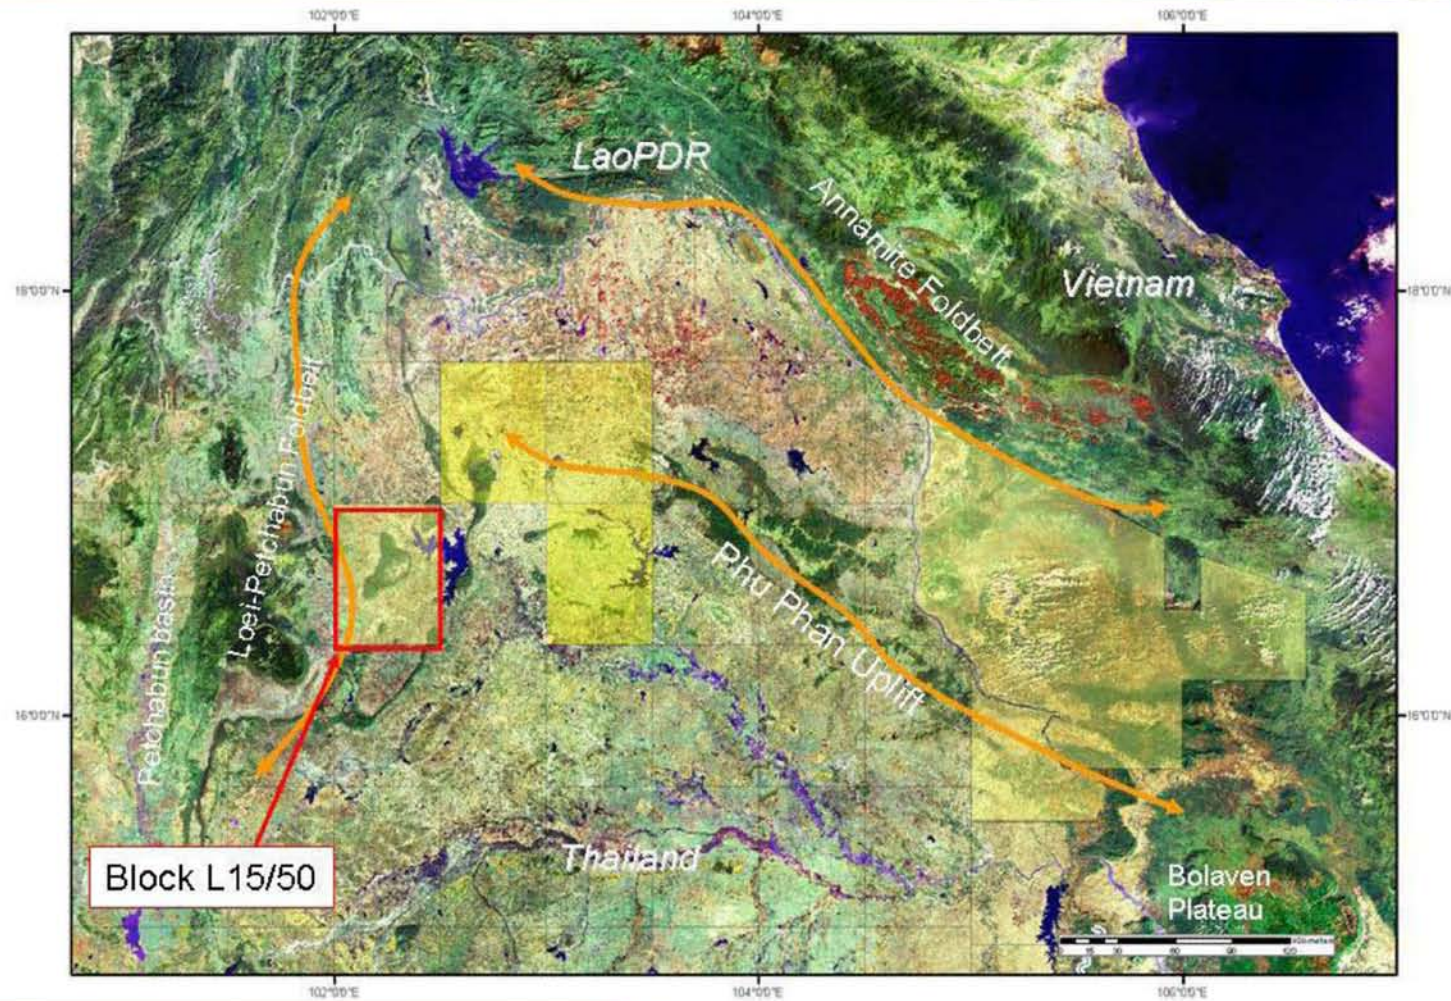 102°0'0"E
104°0'0"E
106°0'0"E
LaoPDR
Annamite Foldbelt
Vietnam
18°0'0"N
18°0'0"N
Loei-Petchabun Foldbelt
Petchabun basin
Phu Phan Uplift
16°0'0"N
16°0'0"N
Thailand
Block L15/50
Bolaven
Plateau
102°0'0"E
104°0'0"E
106°0'0"E